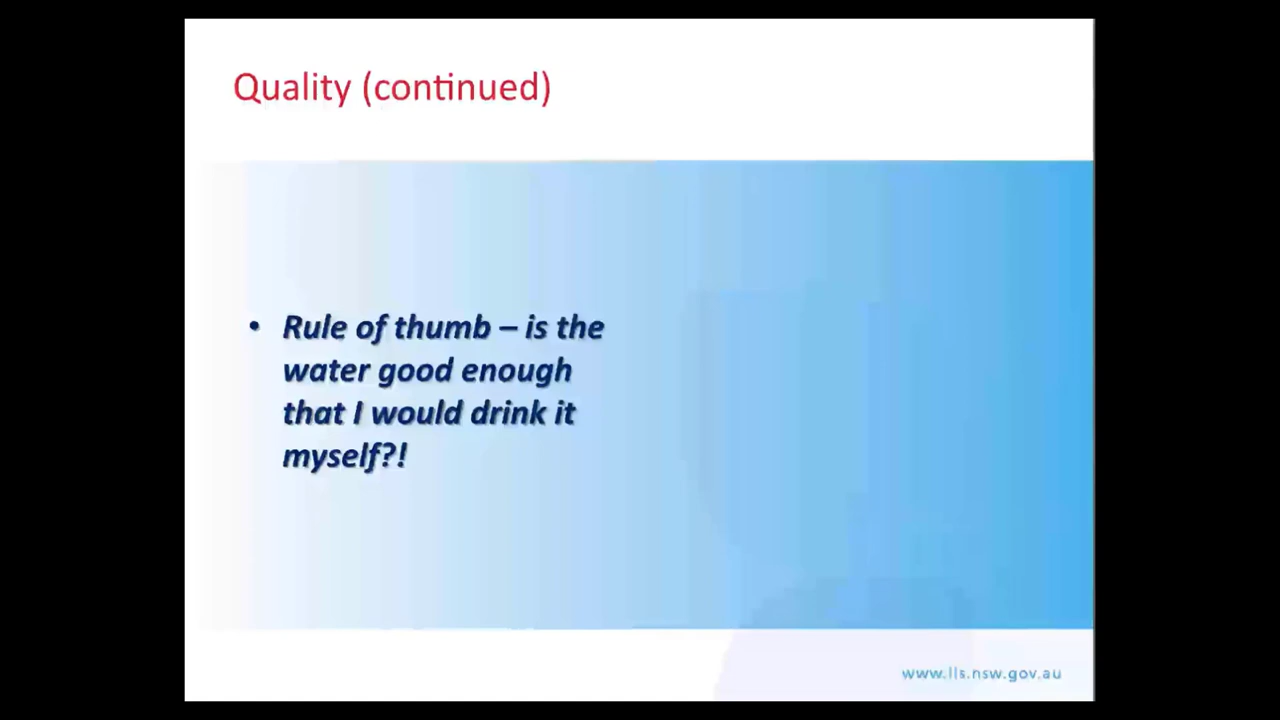 Quality (continued)
• Rule of thumb – is the
water good enough
that I would drink it
myself?!
www.lls.nsw.gov.au